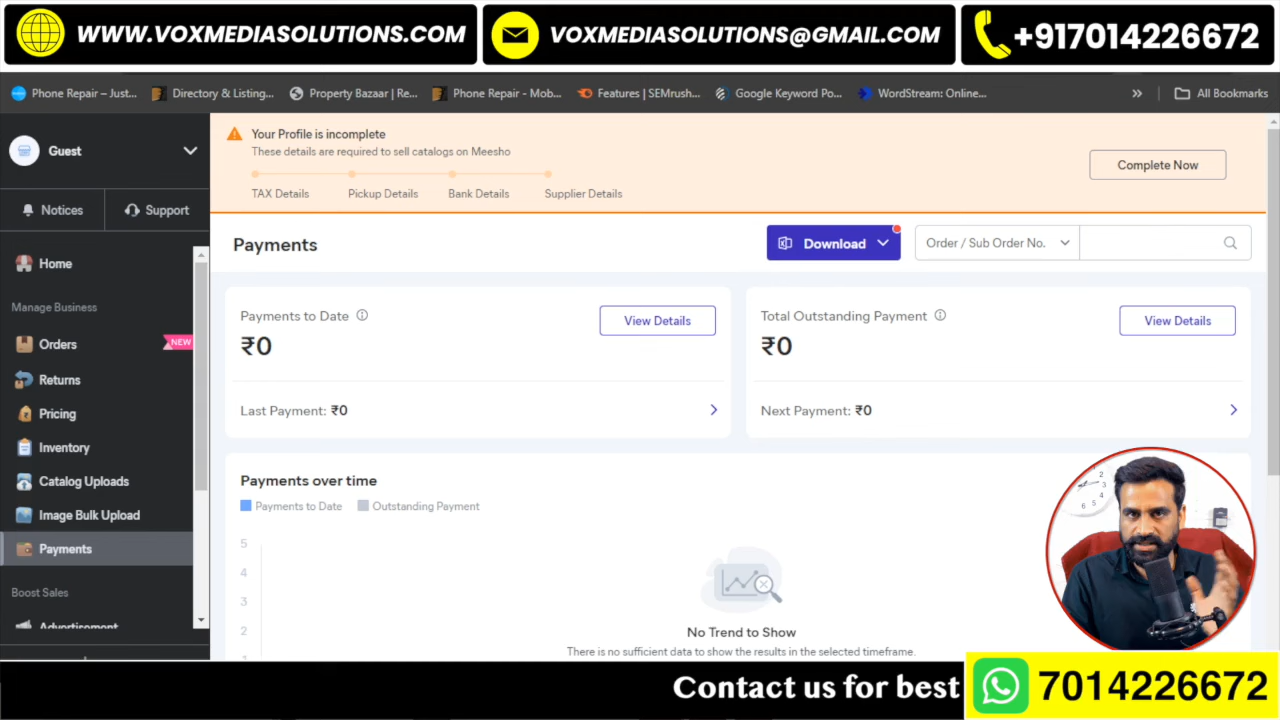 WWW.VOXMEDIASOLUTIONS.COM
VOXMEDIASOLUTIONS@GMAIL.COM
+917014226672
Phone Repair – Just...
Directory & Listing...
Property Bazaar | Re...
Phone Repair - Mob...
Features | SEMrush...
Google Keyword Po...
WordStream: Online...
»
All Bookmarks
Guest
Notices
Support
Home
Manage Business
Orders
NEW
Returns
Pricing
Inventory
Catalog Uploads
Image Bulk Upload
Payments
Boost Sales
Advertisement
Your Profile is incomplete
These details are required to sell catalogs on Meesho
TAX Details
Pickup Details
Bank Details
Supplier Details
Complete Now
Payments
Download
Order / Sub Order No.
Payments to Date
View Details
₹0
Last Payment: ₹0
Total Outstanding Payment
View Details
₹0
Next Payment: ₹0
Payments over time
Payments to Date
Outstanding Payment
5
4
3
2
No Trend to Show
There is no sufficient data to show the results in the selected timeframe.
Contact us for best
7014226672